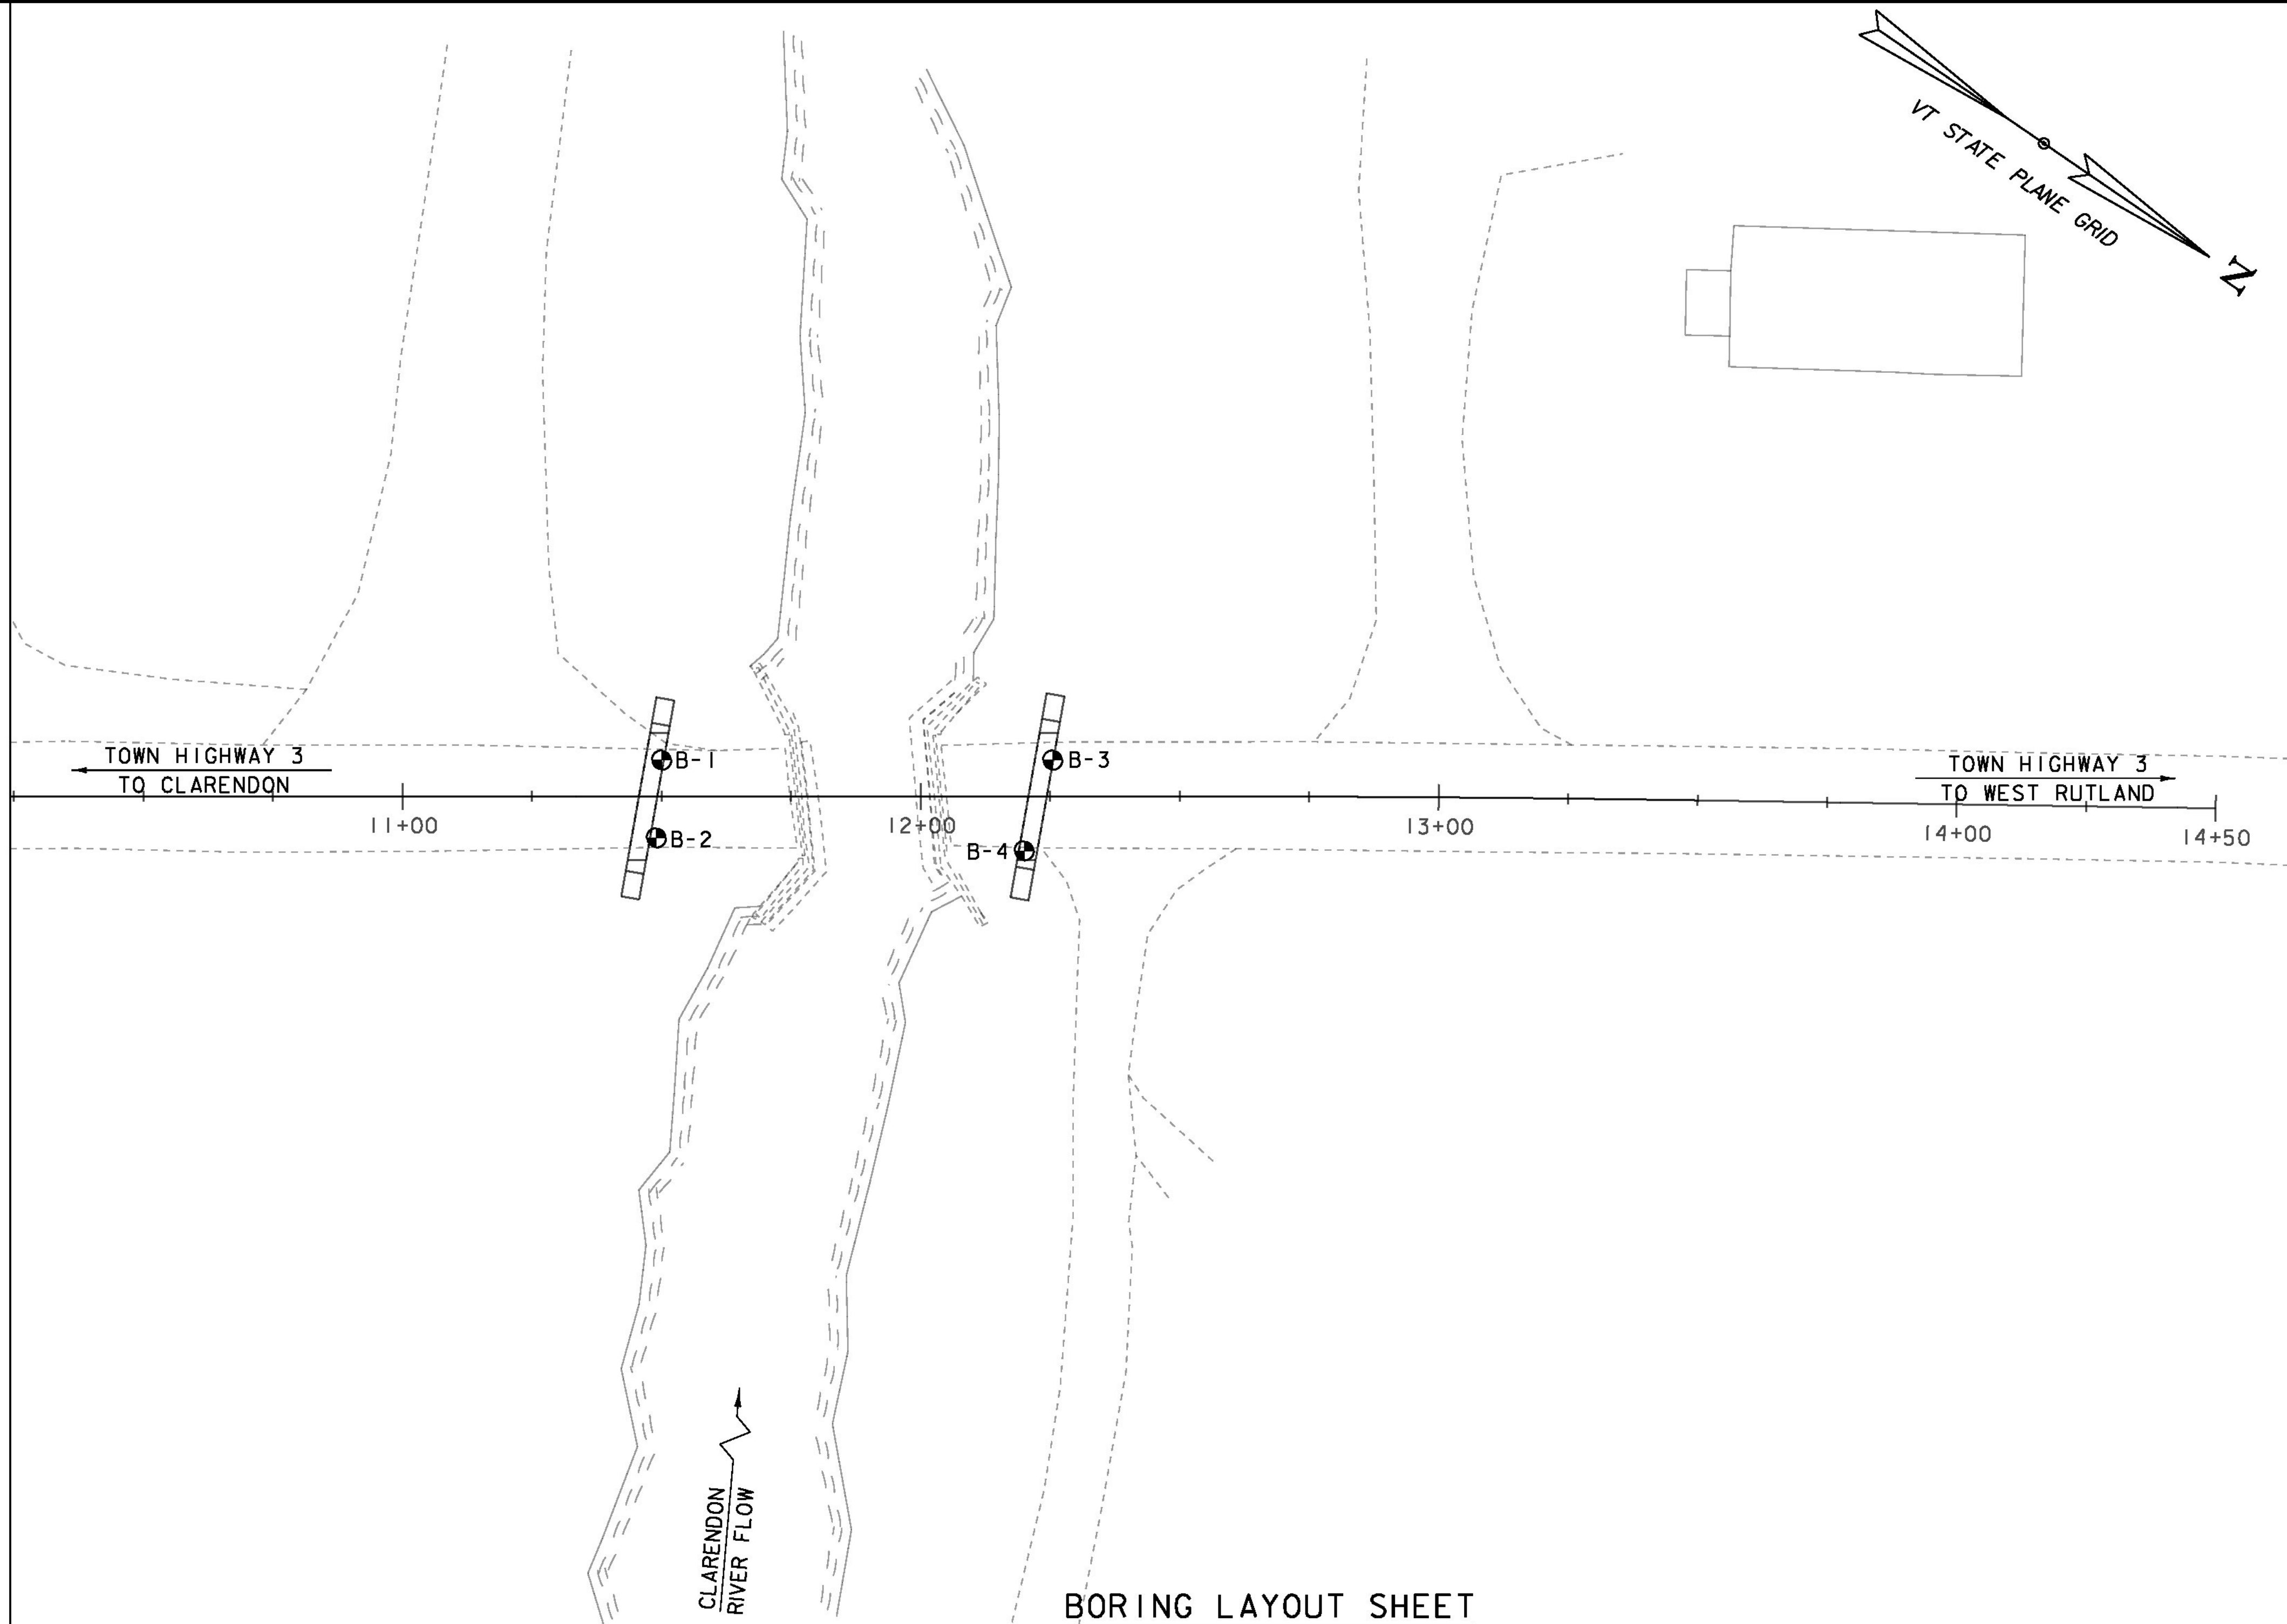 VT STATE PLANE GRID
N
TOWN HIGHWAY 3
TO CLARENDON
B-1
B-3
TOWN HIGHWAY 3
TO WEST RUTLAND
11+00
B-2
12+00
B-4
13+00
14+00
14+50
CLARENDON
RIVER FLOW
BORING LAYOUT SHEET